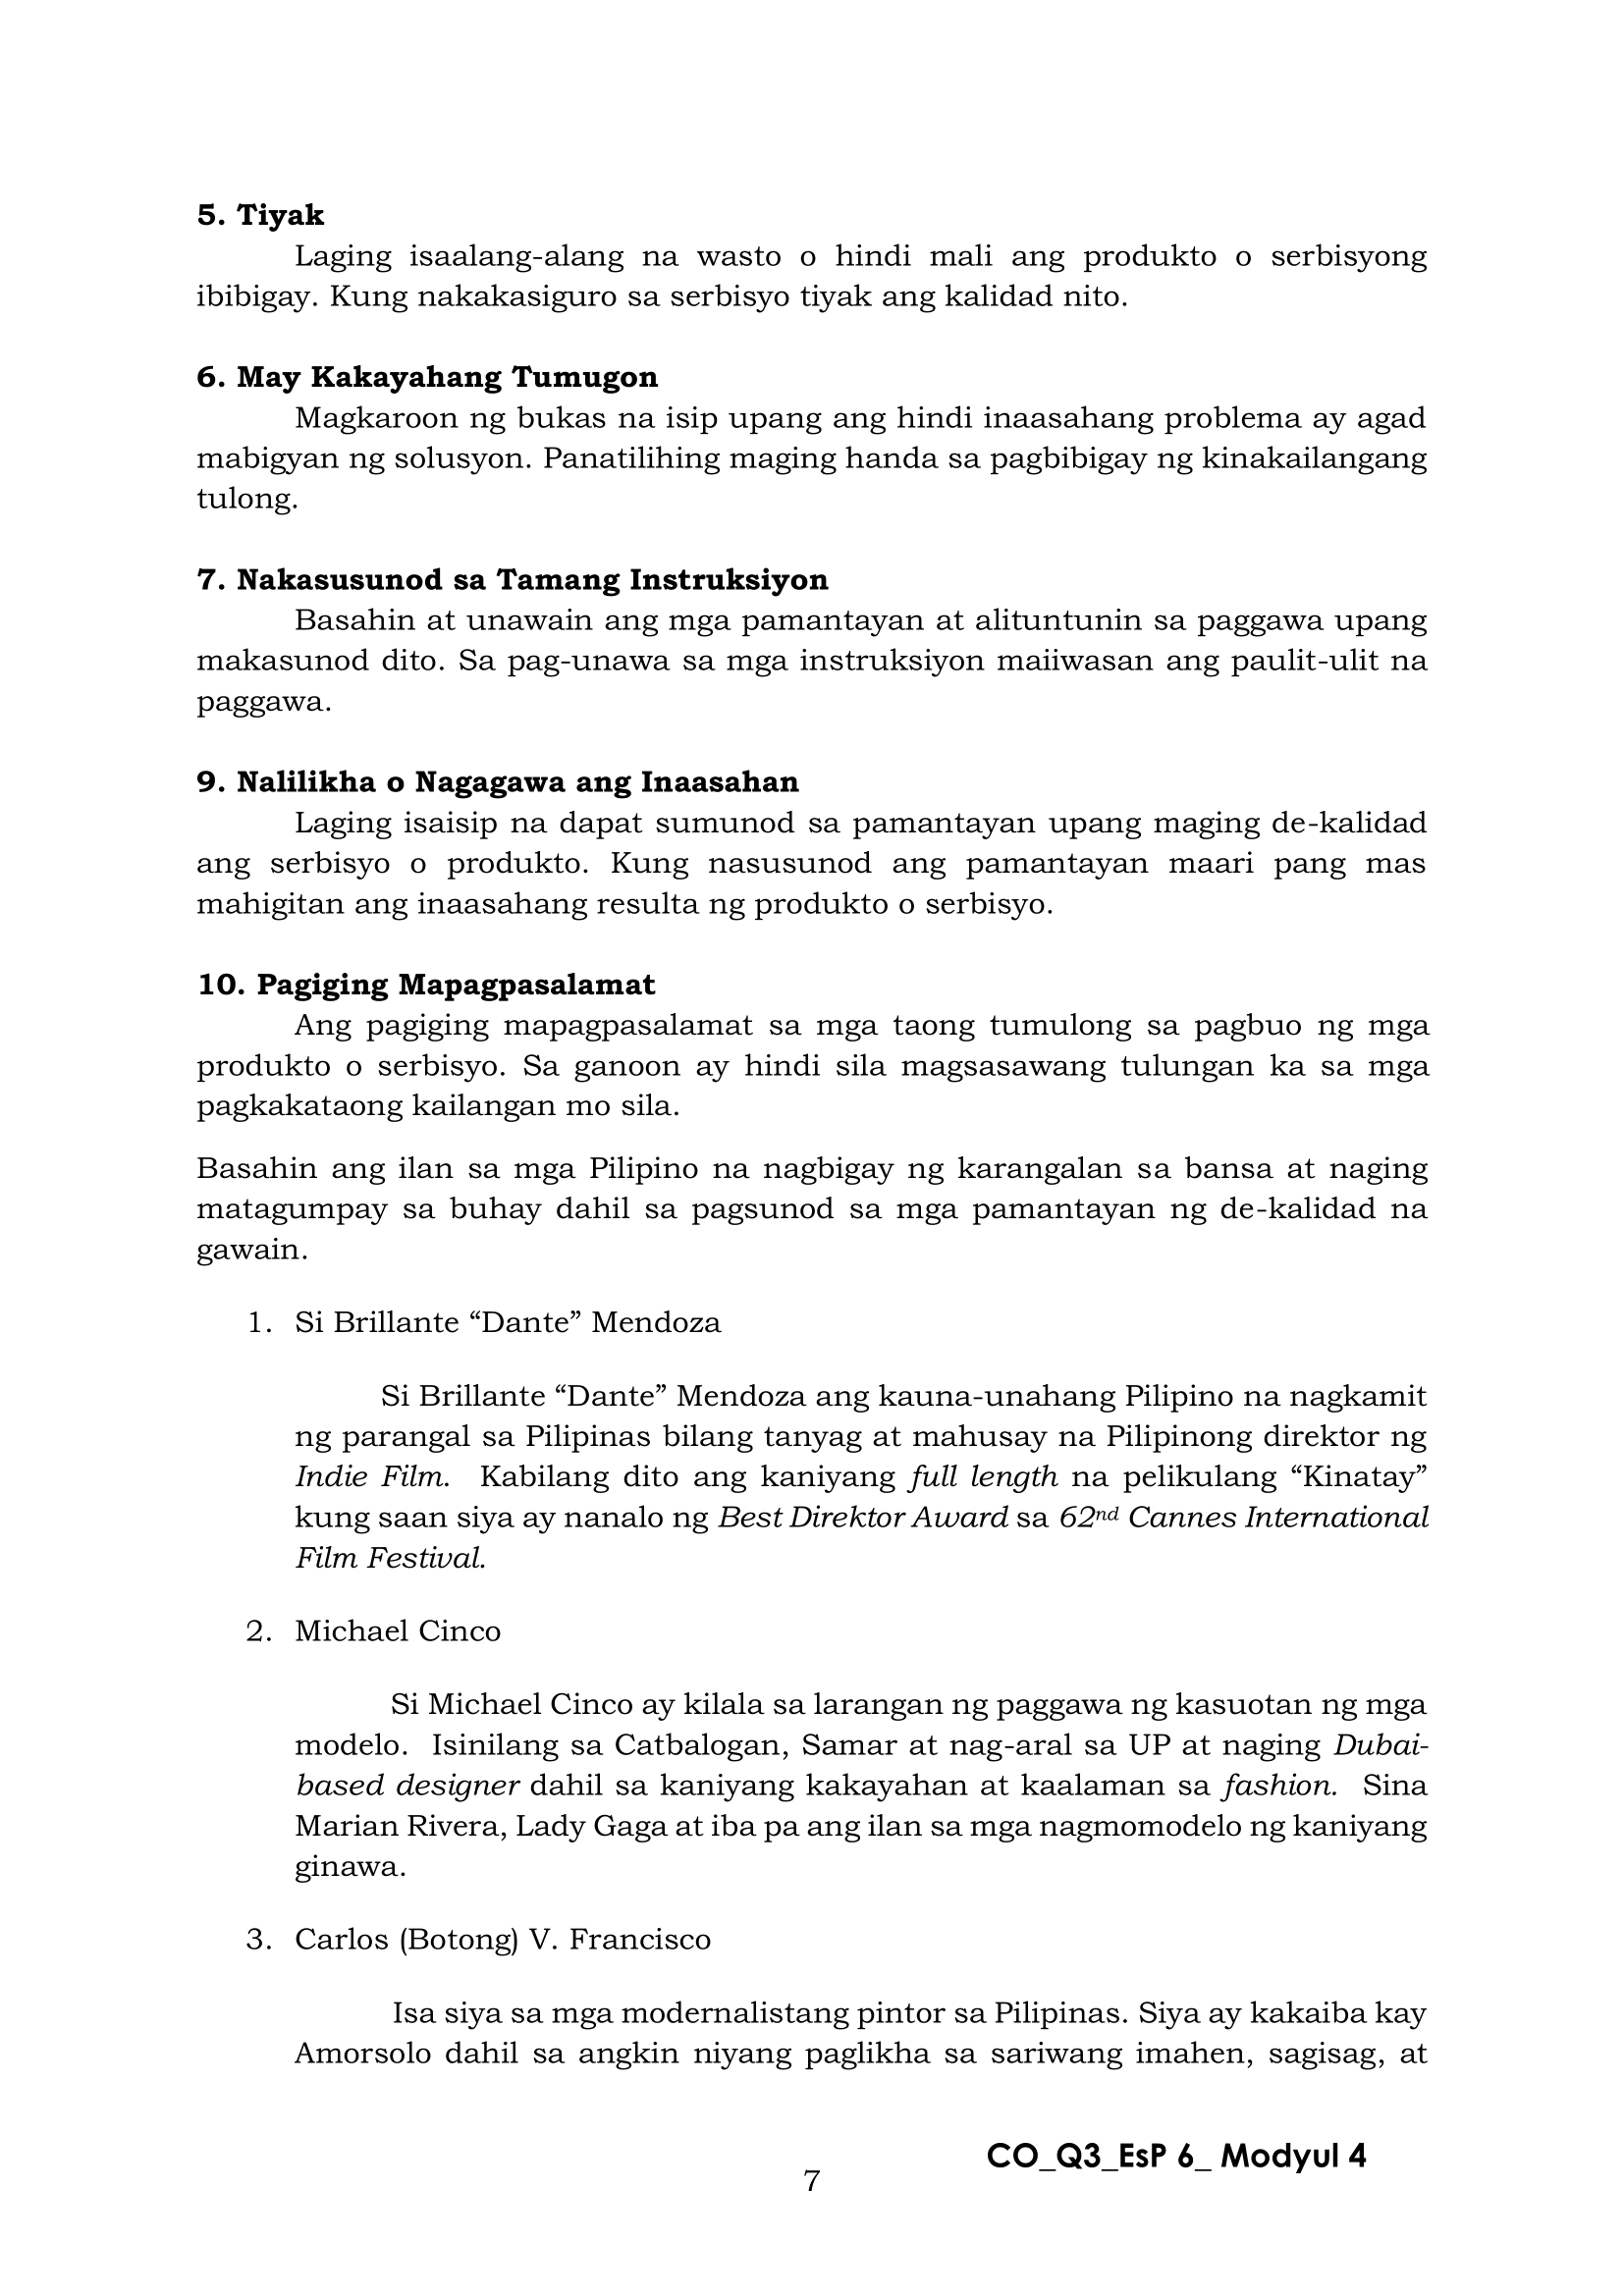 5. Tiyak
Laging isaalang-alang na wasto o hindi mali ang produkto o serbisyong
ibibigay. Kung nakakasiguro sa serbisyo tiyak ang kalidad nito.
6. May Kakayahang Tumugon
Magkaroon ng bukas na isip upang ang hindi inaasahang problema ay agad
mabigyan ng solusyon. Panatilihing maging handa sa pagbibigay ng kinakailangang
tulong.
7. Nakasusunod sa Tamang Instruksiyon
Basahin at unawain ang mga pamantayan at alituntunin sa paggawa upang
makasunod dito. Sa pag-unawa sa mga instruksiyon maiiwasan ang paulit-ulit na
paggawa.
9. Nalilikha o Nagagawa ang Inaasahan
Laging isaisip na dapat sumunod sa pamantayan upang maging de-kalidad
ang serbisyo o produkto. Kung nasusunod ang pamantayan maari pang mas
mahigitan ang inaasahang resulta ng produkto o serbisyo.
10. Pagiging Mapagpasalamat
Ang pagiging mapagpasalamat sa mga taong tumulong sa pagbuo ng mga
produkto o serbisyo. Sa ganoon ay hindi sila magsasawang tulungan ka sa mga
pagkakataong kailangan mo sila.
Basahin ang ilan sa mga Pilipino na nagbigay ng karangalan sa bansa at naging
matagumpay sa buhay dahil sa pagsunod sa mga pamantayan ng de-kalidad na
gawain.
1. Si Brillante “Dante” Mendoza
Si Brillante “Dante” Mendoza ang kauna-unahang Pilipino na nagkamit
ng parangal sa Pilipinas bilang tanyag at mahusay na Pilipinong direktor ng
Indie Film. Kabilang dito ang kaniyang full length na pelikulang “Kinatay”
kung saan siya ay nanalo ng Best Direktor Award sa 62nd Cannes International
Film Festival.
2. Michael Cinco
Si Michael Cinco ay kilala sa larangan ng paggawa ng kasuotan ng mga
modelo. Isinilang sa Catbalogan, Samar at nag-aral sa UP at naging Dubai-
based designer dahil sa kaniyang kakayahan at kaalaman sa fashion. Sina
Marian Rivera, Lady Gaga at iba pa ang ilan sa mga nagmomodelo ng kaniyang
ginawa.
3. Carlos (Botong) V. Francisco
Isa siya sa mga modernalistang pintor sa Pilipinas. Siya ay kakaiba kay
Amorsolo dahil sa angkin niyang paglikha sa sariwang imahen, sagisag, at
CO_Q3_EsP 6_ Modyul 4
7